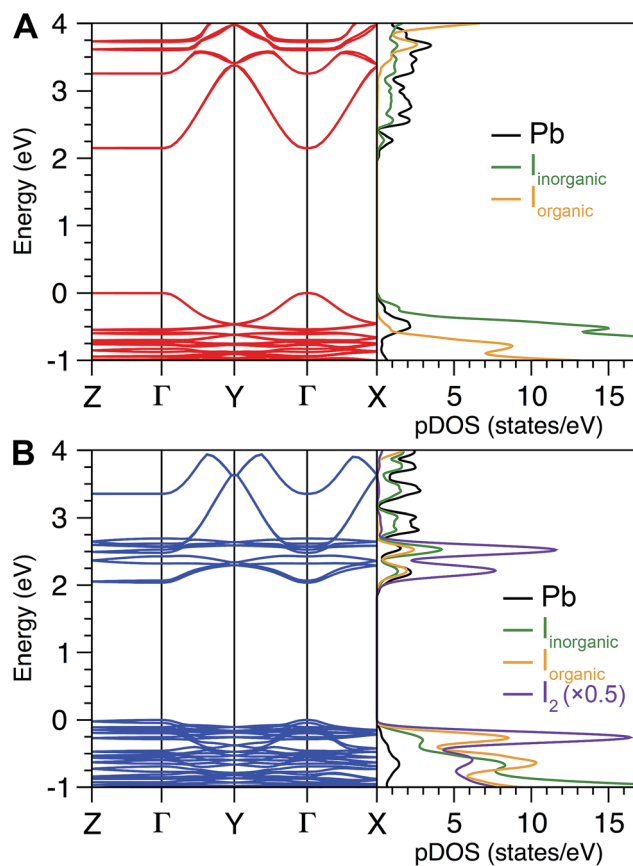 A
Energy (eV)
4
3
2
1
0
-1
Z Γ Y Γ X
5 10 15
pDOS (states/eV)
Pb
I inorganic
I organic
B
Energy (eV)
4
3
2
1
0
-1
Z Γ Y Γ X
5 10 15
pDOS (states/eV)
Pb
I inorganic
I organic
I2 (×0.5)